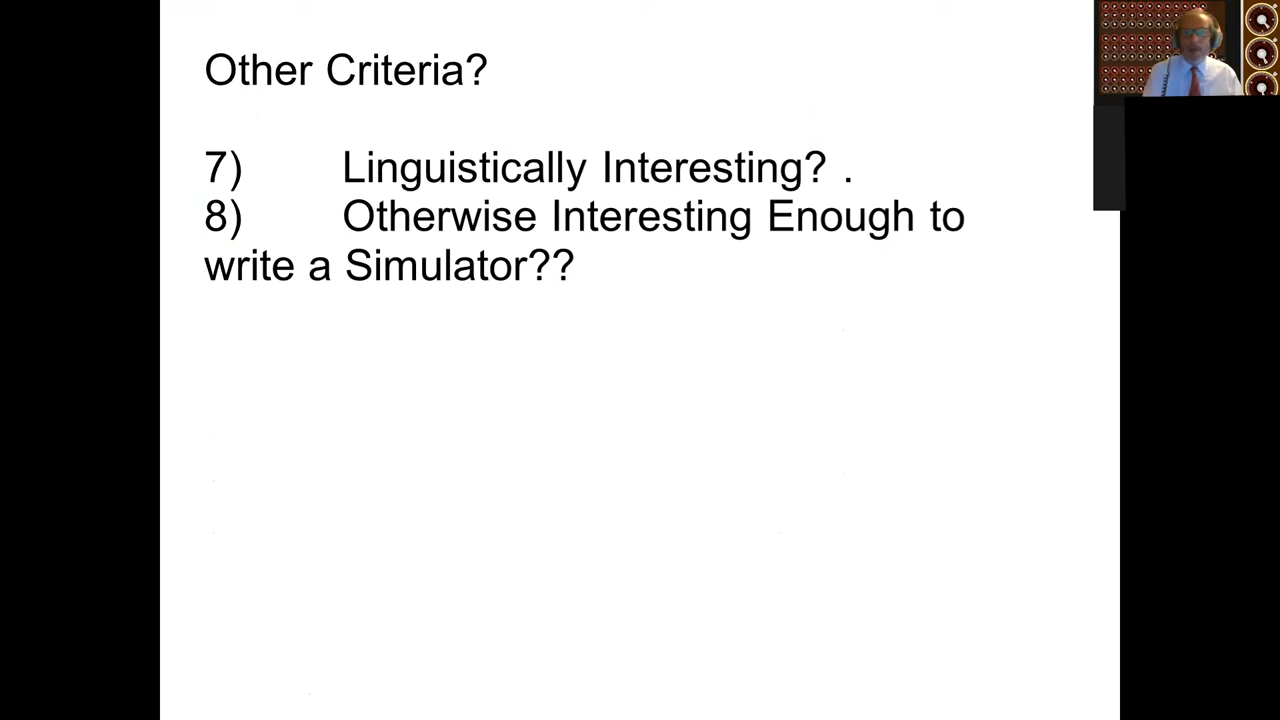 Other Criteria?
7) Linguistically Interesting? .
8) Otherwise Interesting Enough to
write a Simulator??